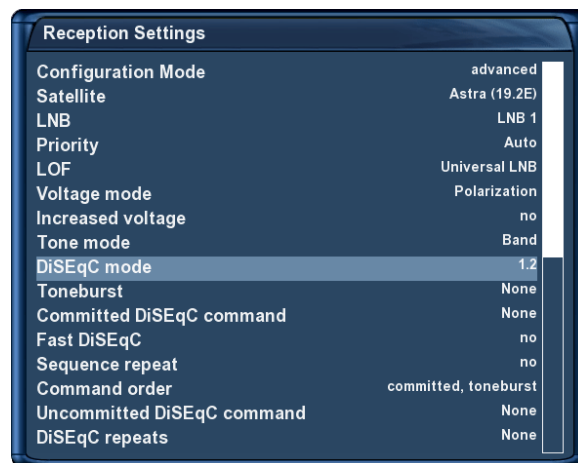 Reception Settings
Configuration Mode advanced
Satellite Astra (19.2E)
LNB LNB 1
Priority Auto
LOF Universal LNB
Voltage mode Polarization
Increased voltage no
Tone mode Band
DiSEqC mode 1.2
Toneburst None
Committed DiSEqC command None
Fast DiSEqC no
Sequence repeat no
Command order committed, toneburst
Uncommitted DiSEqC command None
DiSEqC repeats None